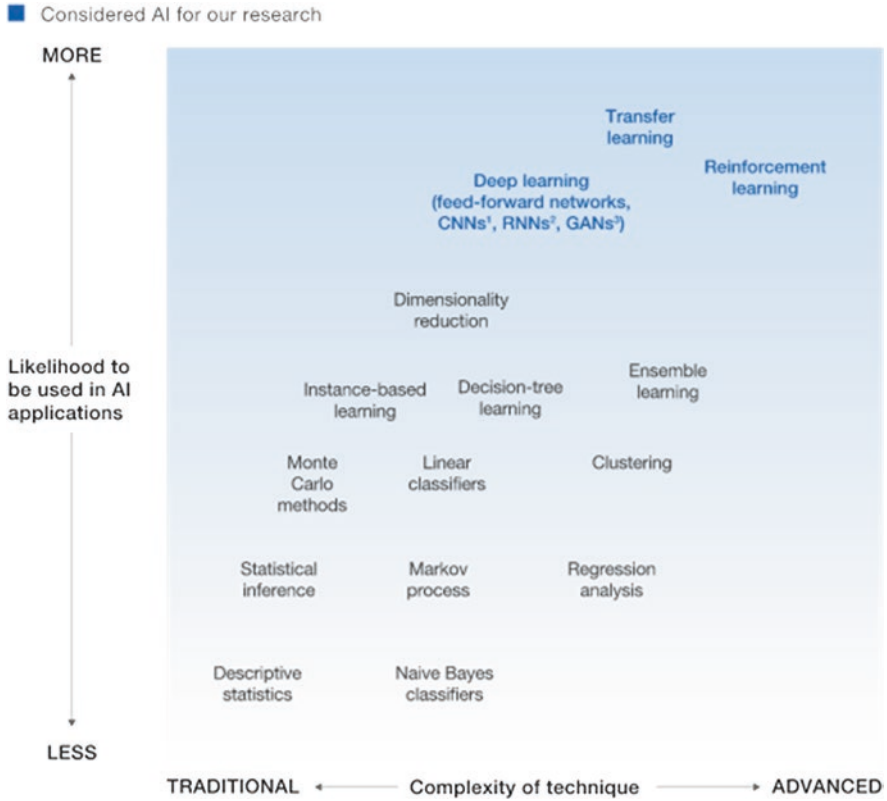 Considered AI for our research
MORE
Transfer
learning
Reinforcement
learning
Deep learning
(feed-forward networks,
CNNs¹, RNNs², GANs³)
Dimensionality
reduction
Likelihood to
be used in AI
applications
Instance-based
learning
Decision-tree
learning
Ensemble
learning
Monte
Carlo
methods
Linear
classifiers
Clustering
Statistical
inference
Markov
process
Regression
analysis
Descriptive
statistics
Naive Bayes
classifiers
LESS
TRADITIONAL
Complexity of technique
ADVANCED